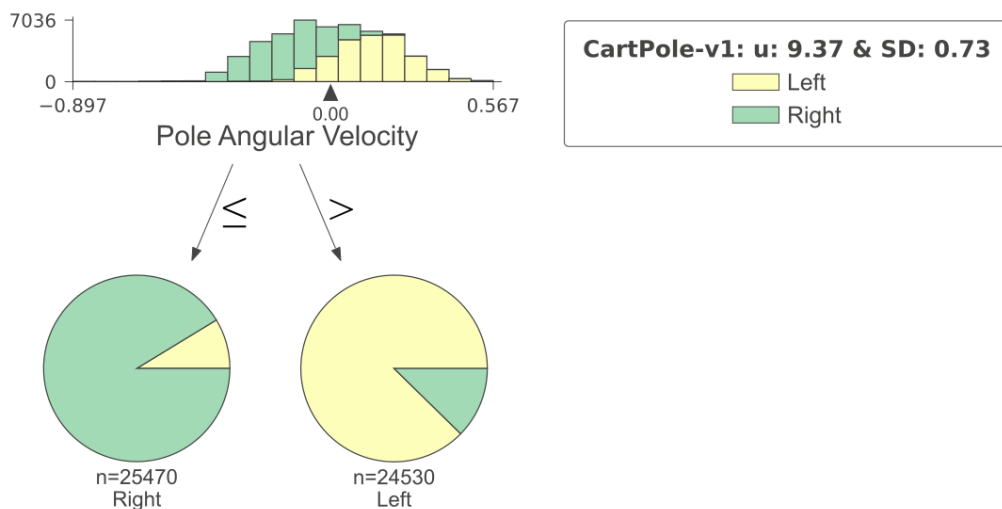 7036
0
−0.897
0.00
0.567
Pole Angular Velocity
CartPole-v1: u: 9.37 & SD: 0.73
Left
Right
≤
>
n=25470
Right
n=24530
Left